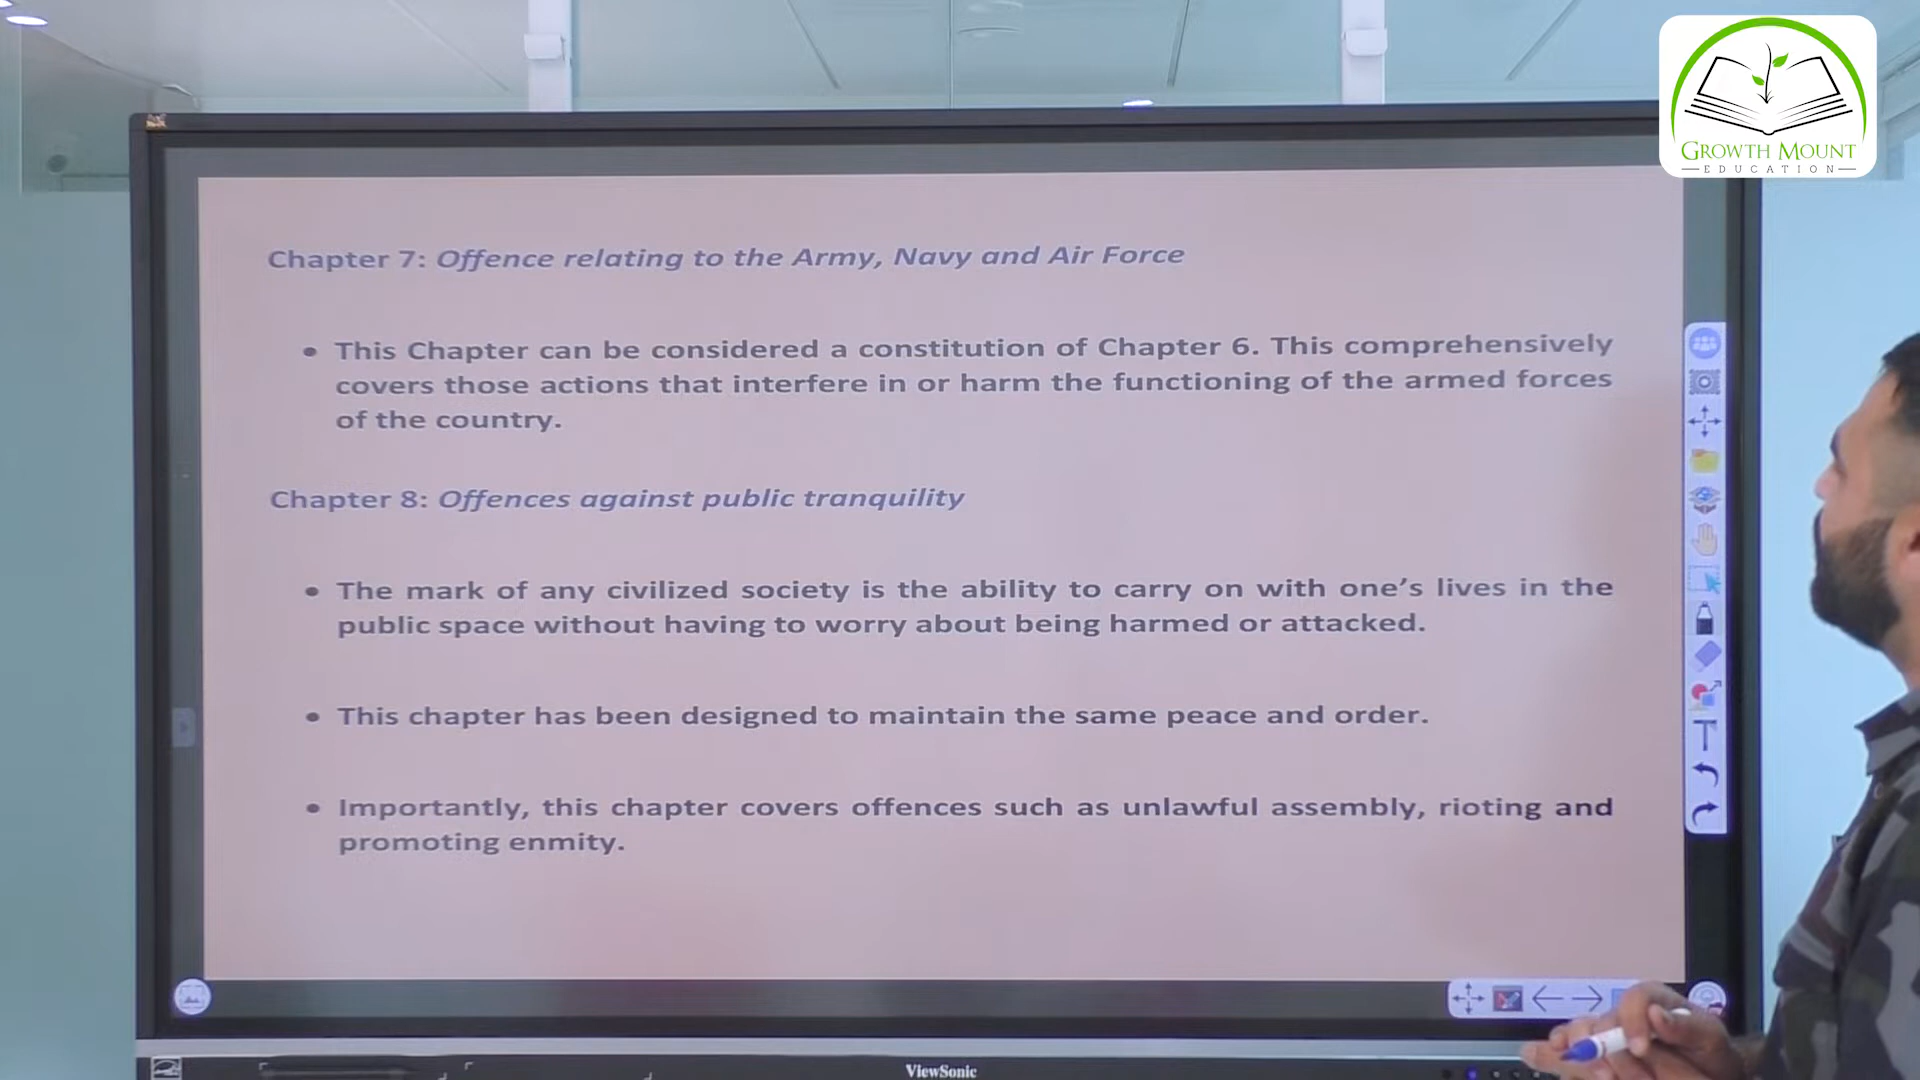 GROWTH MOUNT
EDUCATION
Chapter 7: Offence relating to the Army, Navy and Air Force
• This Chapter can be considered a constitution of Chapter 6. This comprehensively
covers those actions that interfere in or harm the functioning of the armed forces
of the country.
Chapter 8: Offences against public tranquility
• The mark of any civilized society is the ability to carry on with one’s lives in the
public space without having to worry about being harmed or attacked.
• This chapter has been designed to maintain the same peace and order.
• Importantly, this chapter covers offences such as unlawful assembly, rioting and
promoting enmity.
ViewSonic